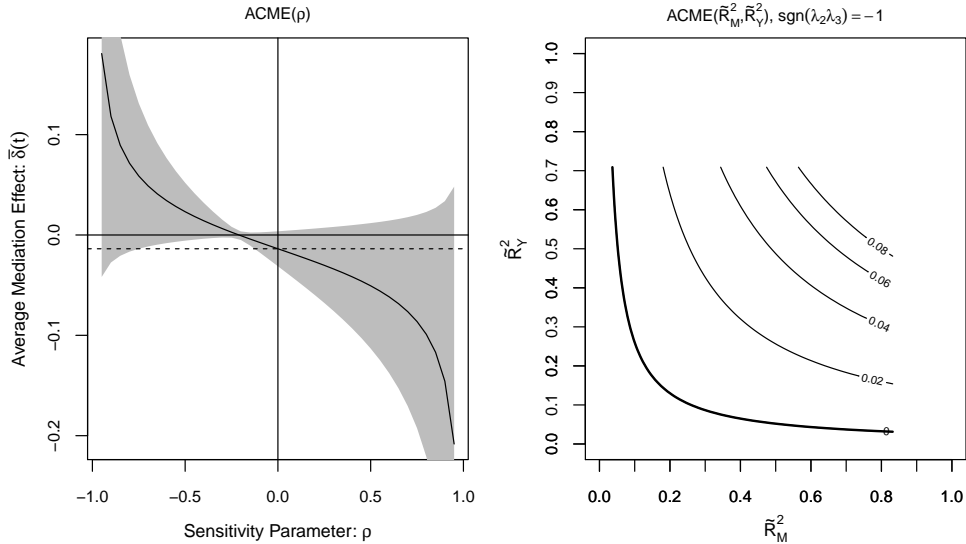 ACME(ρ)
Average Mediation Effect: δ̄(t)
0.1
0.0
−0.1
−0.2
−1.0 −0.5 0.0 0.5 1.0
Sensitivity Parameter: ρ
ACME(R̃²_M,R̃²_Y), sgn(λ₂λ₃) = −1
R̃²_Y
1.0
0.9
0.8
0.7
0.6
0.5
0.4
0.3
0.2
0.1
0.0
0.08
0.06
0.04
0.02
0
0.0 0.2 0.4 0.6 0.8 1.0
R̃²_M